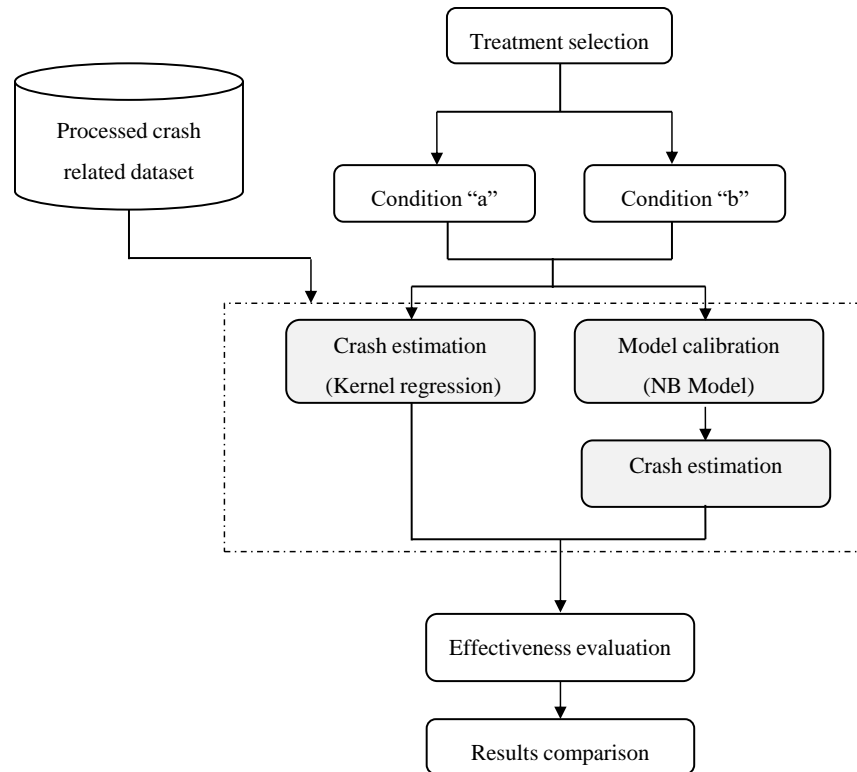 Treatment selection
Processed crash
related dataset
Condition “a”
Condition “b”
Crash estimation
(Kernel regression)
Model calibration
(NB Model)
Crash estimation
Effectiveness evaluation
Results comparison